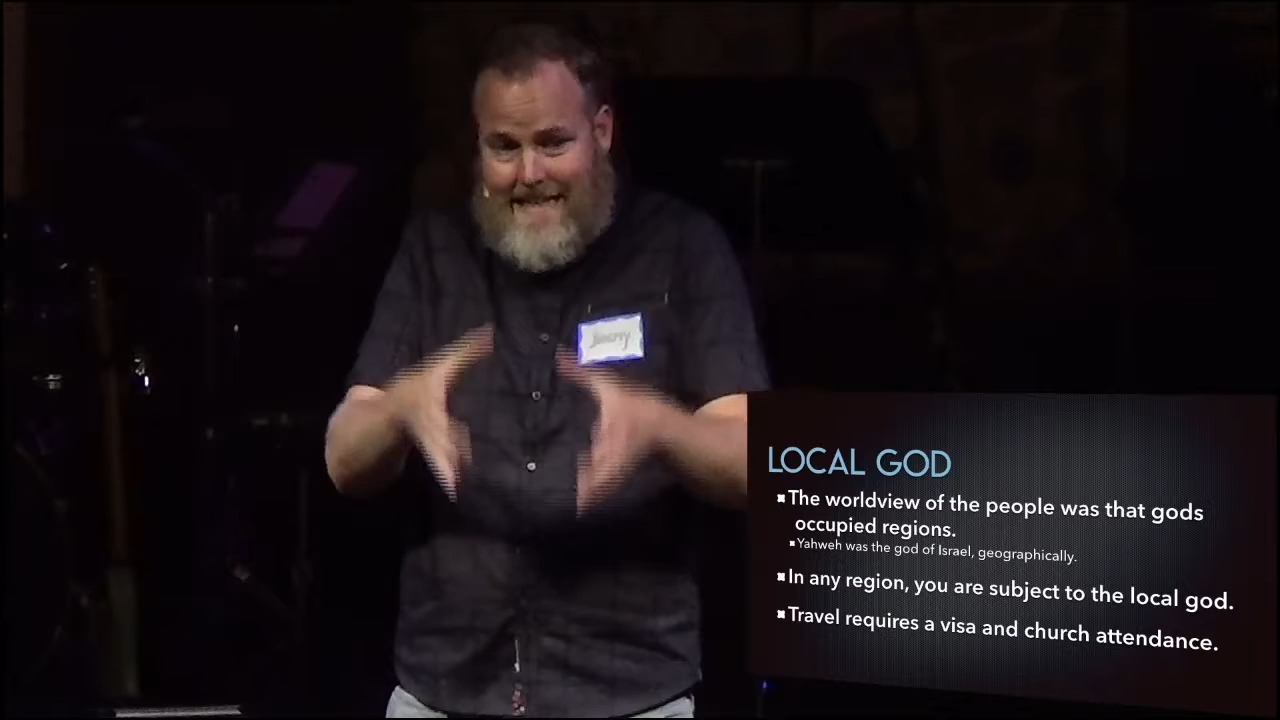 Jimmy
LOCAL GOD
The worldview of the people was that gods
occupied regions.
Yahweh was the god of Israel, geographically.
In any region, you are subject to the local god.
Travel requires a visa and church attendance.